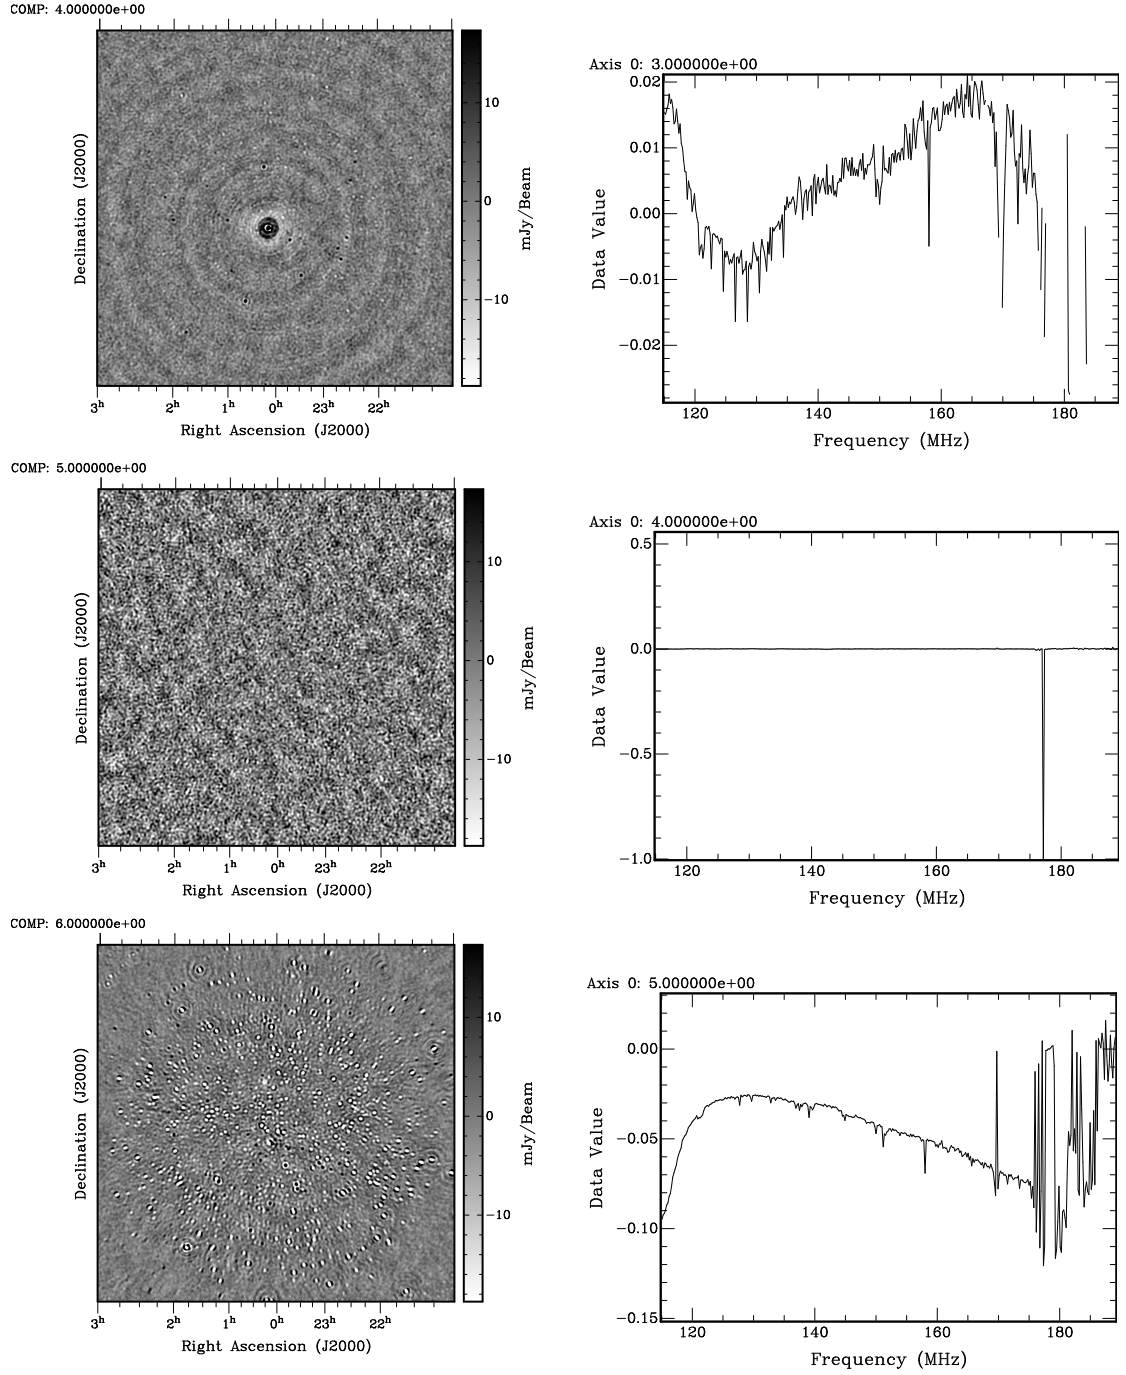 COMP: 4.000000e+00
10
0
−10
mJy/Beam
Declination (J2000)
3h 2h 1h 0h 23h 22h
Right Ascension (J2000)
Axis 0: 3.000000e+00
0.02
0.01
0.00
−0.01
−0.02
Data Value
120 140 160 180
Frequency (MHz)
COMP: 5.000000e+00
10
0
−10
mJy/Beam
Declination (J2000)
3h 2h 1h 0h 23h 22h
Right Ascension (J2000)
Axis 0: 4.000000e+00
0.5
0.0
−0.5
−1.0
Data Value
120 140 160 180
Frequency (MHz)
COMP: 6.000000e+00
10
0
−10
mJy/Beam
Declination (J2000)
3h 2h 1h 0h 23h 22h
Right Ascension (J2000)
Axis 0: 5.000000e+00
0.00
−0.05
−0.10
−0.15
Data Value
120 140 160 180
Frequency (MHz)